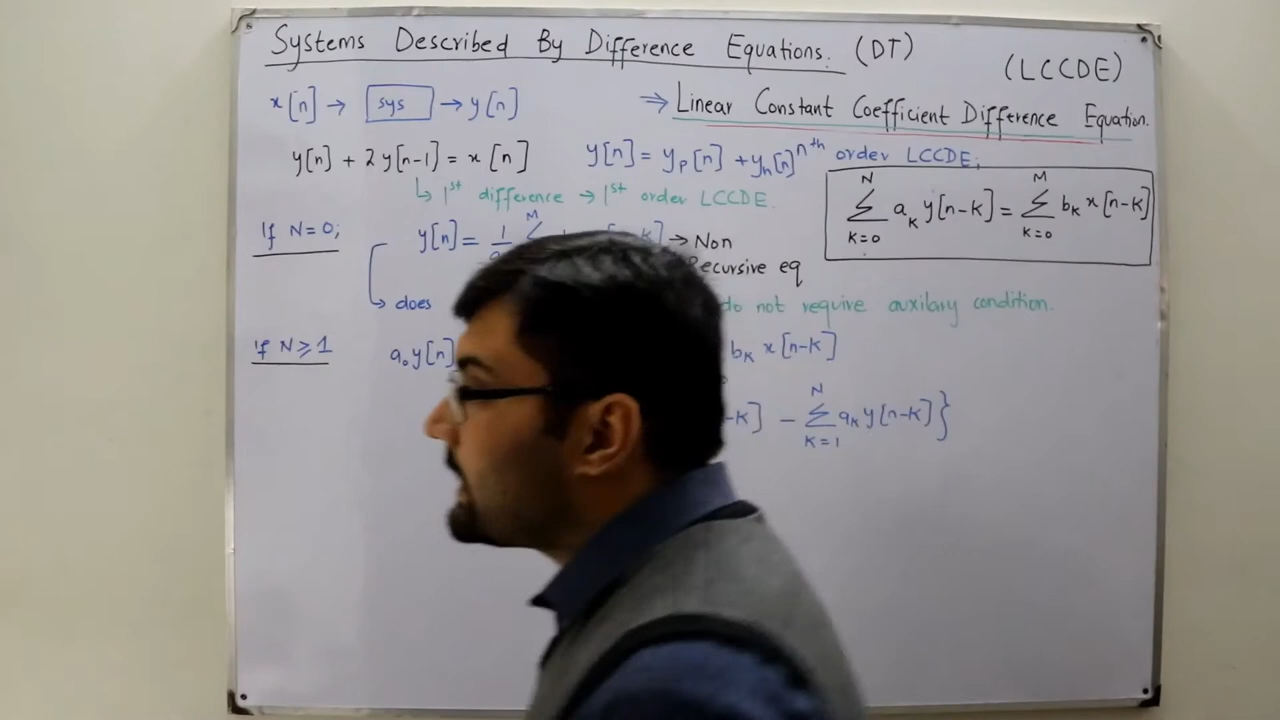 Systems Described By Difference Equations. (DT)
(LCCDE)
x[n] → sys → y[n]
⇒ Linear Constant Coefficient Difference Equation.
y[n] + 2y[n-1] = x[n]
y[n] = yp[n] + yh[n]
nth order LCCDE;
↳ 1st difference → 1st order LCCDE.
N Σ k=0 ak y[n-k] = M Σ k=0 bk x[n-k]
If N=0;
y[n] = 1 M Σ k] → Non
Recursive eq
↳ does do not require auxilary condition.
If N ≥ 1
a0 y[n] bk x[n-k]
-k] - N Σ k=1 ak y[n-k] }